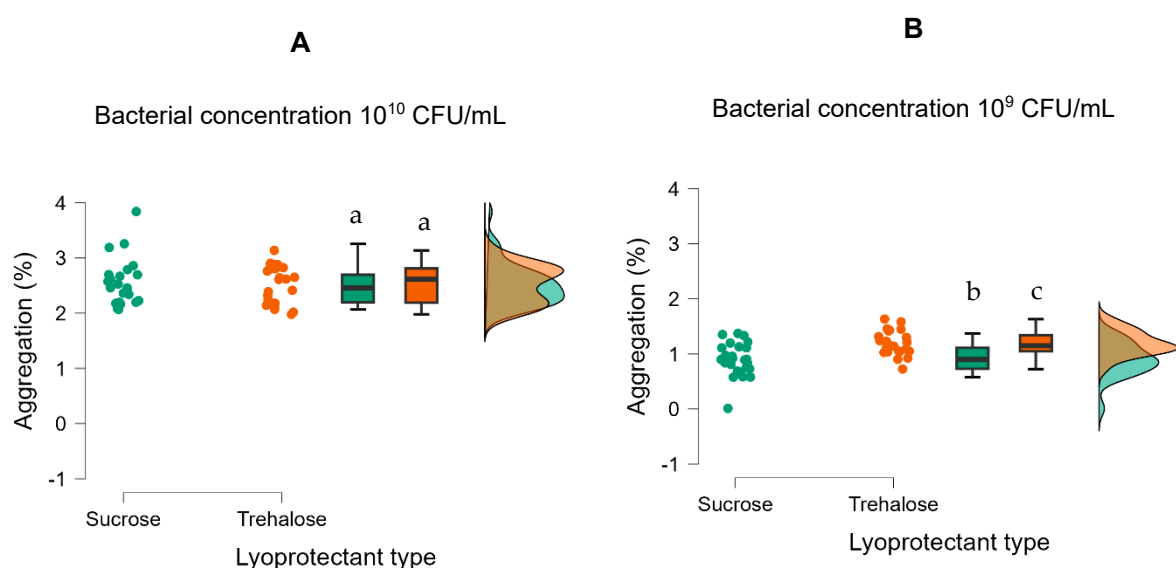 A
Bacterial concentration 10¹⁰ CFU/mL
4
3
2
1
0
-1
Aggregation (%)
a
a
Sucrose
Trehalose
Lyoprotectant type
B
Bacterial concentration 10⁹ CFU/mL
4
3
2
1
0
-1
Aggregation (%)
b
c
Sucrose
Trehalose
Lyoprotectant type